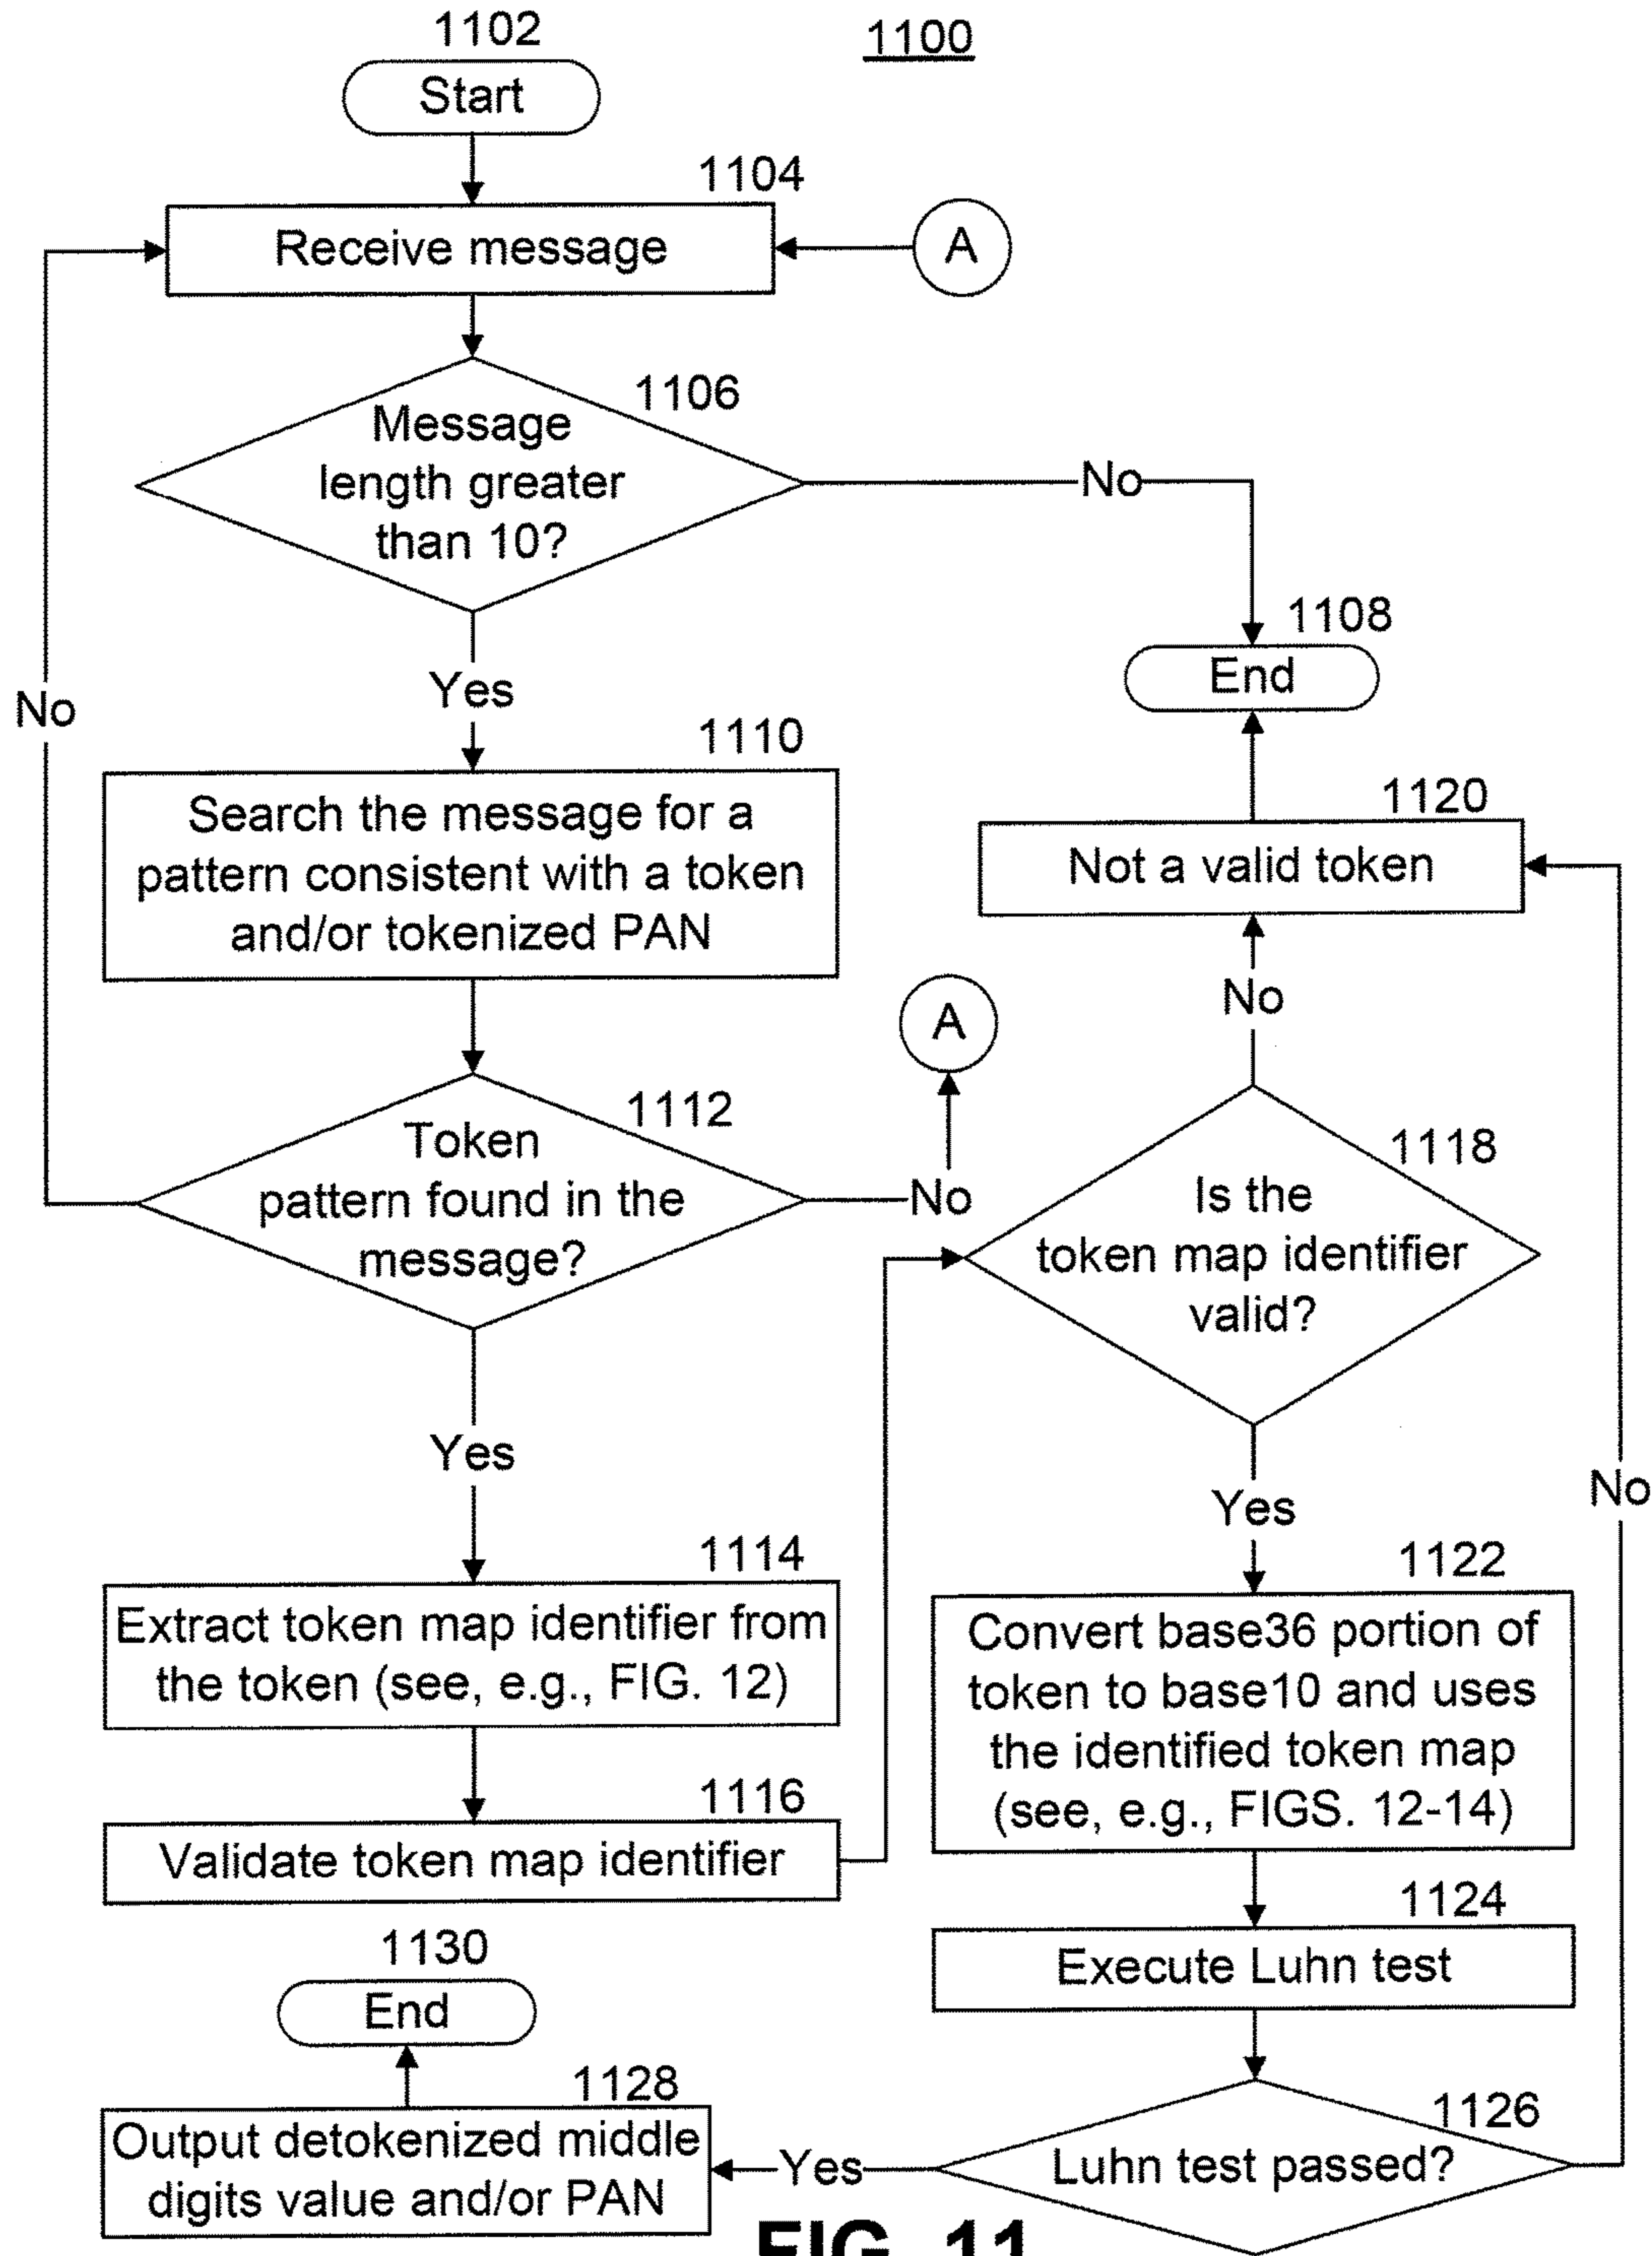 1102
1100
Start
1104
Receive message
A
1106
Message
length greater
than 10?
No
1108
End
Yes
No
1110
Search the message for a
pattern consistent with a token
and/or tokenized PAN
1120
Not a valid token
A
No
1112
Token
pattern found in the
message?
No
1118
Is the
token map identifier
valid?
Yes
Yes
No
1114
Extract token map identifier from
the token (see, e.g., FIG. 12)
1122
Convert base36 portion of
token to base10 and uses
the identified token map
(see, e.g., FIGS. 12-14)
1116
Validate token map identifier
1124
Execute Luhn test
1130
End
1128
Output detokenized middle
digits value and/or PAN
Yes
1126
Luhn test passed?
FIG. 11